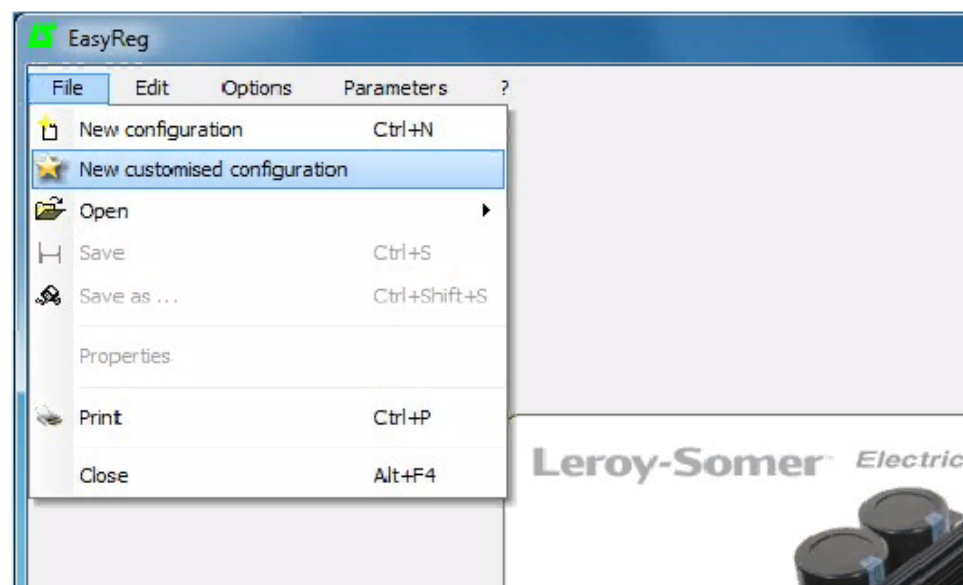 EasyReg
File Edit Options Parameters ?
New configuration Ctrl+N
New customised configuration
Open
Save Ctrl+S
Save as ... Ctrl+Shift+S
Properties
Print Ctrl+P
Close Alt+F4
Leroy-Somer Electric